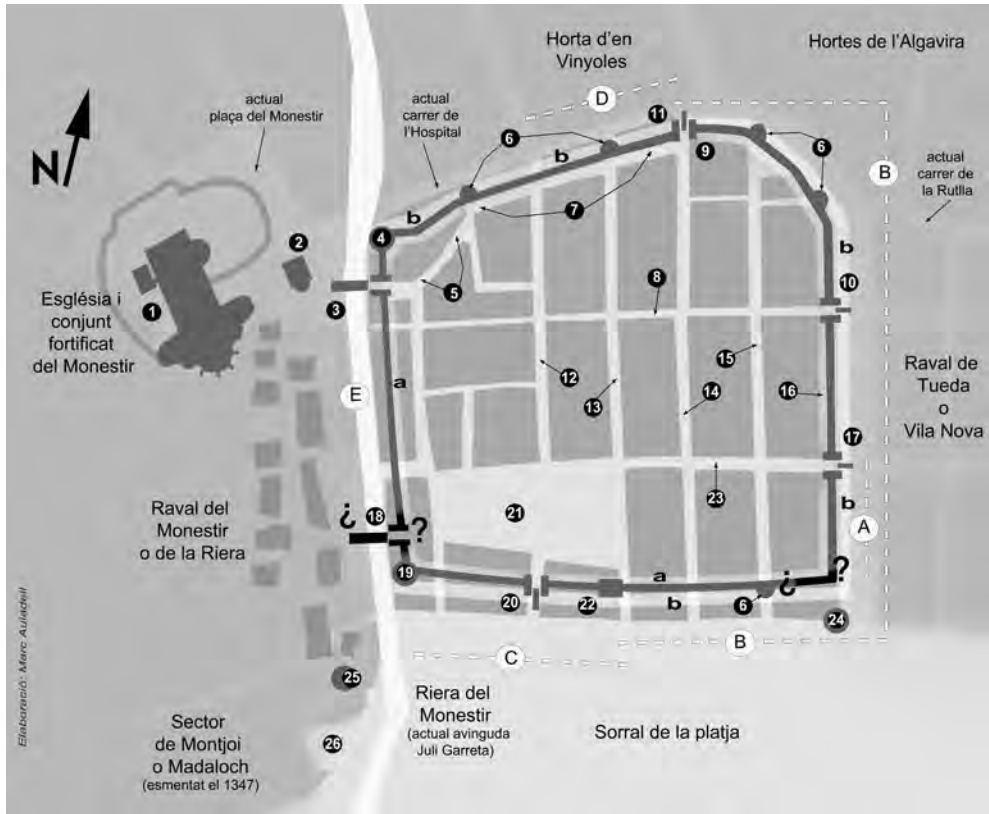 Horta d'en
Vinyoles
Hortes de l'Algavira
D
actual
plaça del Monestir
actual
carrer de
l'Hospital
11
6
b
9
6
B
actual
carrer de
la Rutlla
N
b
7
4
2
b
5
8
10
3
1
Església i
conjunt
fortificat
del Monestir
15
12
13
14
16
Raval de
Tueda
o
Vila Nova
a
E
17
23
b
A
21
¿
18
?
Raval del
Monestir
o de la Riera
19
a
¿
?
20
22
b
6
24
B
C
25
Riera del
Monestir
(actual avinguda
Juli Garreta)
Sorral de la platja
Sector
de Montjoi
o Madaloch
(esmentat el 1347)
26
Elaboració: Marc Auladell